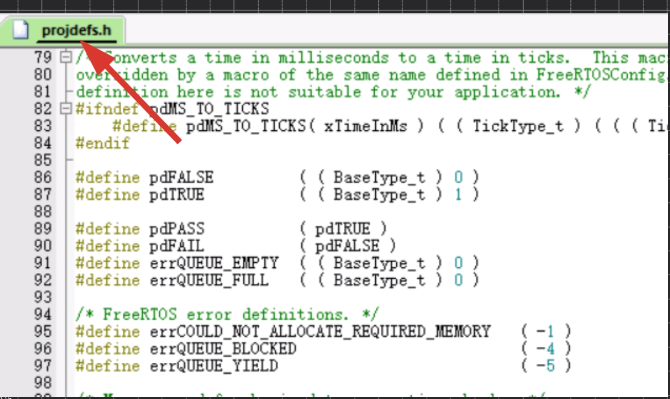 projdefs.h
79 /* Converts a time in milliseconds to a time in ticks.  This mac
80 overridden by a macro of the same name defined in FreeRTOSConfig.
81 definition here is not suitable for your application. */
82 #ifndef pdMS_TO_TICKS
83     #define pdMS_TO_TICKS( xTimeInMs ) ( ( TickType_t ) ( ( ( Tic
84 #endif
85
86 #define pdFALSE          ( ( BaseType_t ) 0 )
87 #define pdTRUE           ( ( BaseType_t ) 1 )
88
89 #define pdPASS           ( pdTRUE )
90 #define pdFAIL           ( pdFALSE )
91 #define errQUEUE_EMPTY   ( ( BaseType_t ) 0 )
92 #define errQUEUE_FULL    ( ( BaseType_t ) 0 )
93
94 /* FreeRTOS error definitions. */
95 #define errCOULD_NOT_ALLOCATE_REQUIRED_MEMORY    ( -1 )
96 #define errQUEUE_BLOCKED                         ( -4 )
97 #define errQUEUE_YIELD                           ( -5 )
98